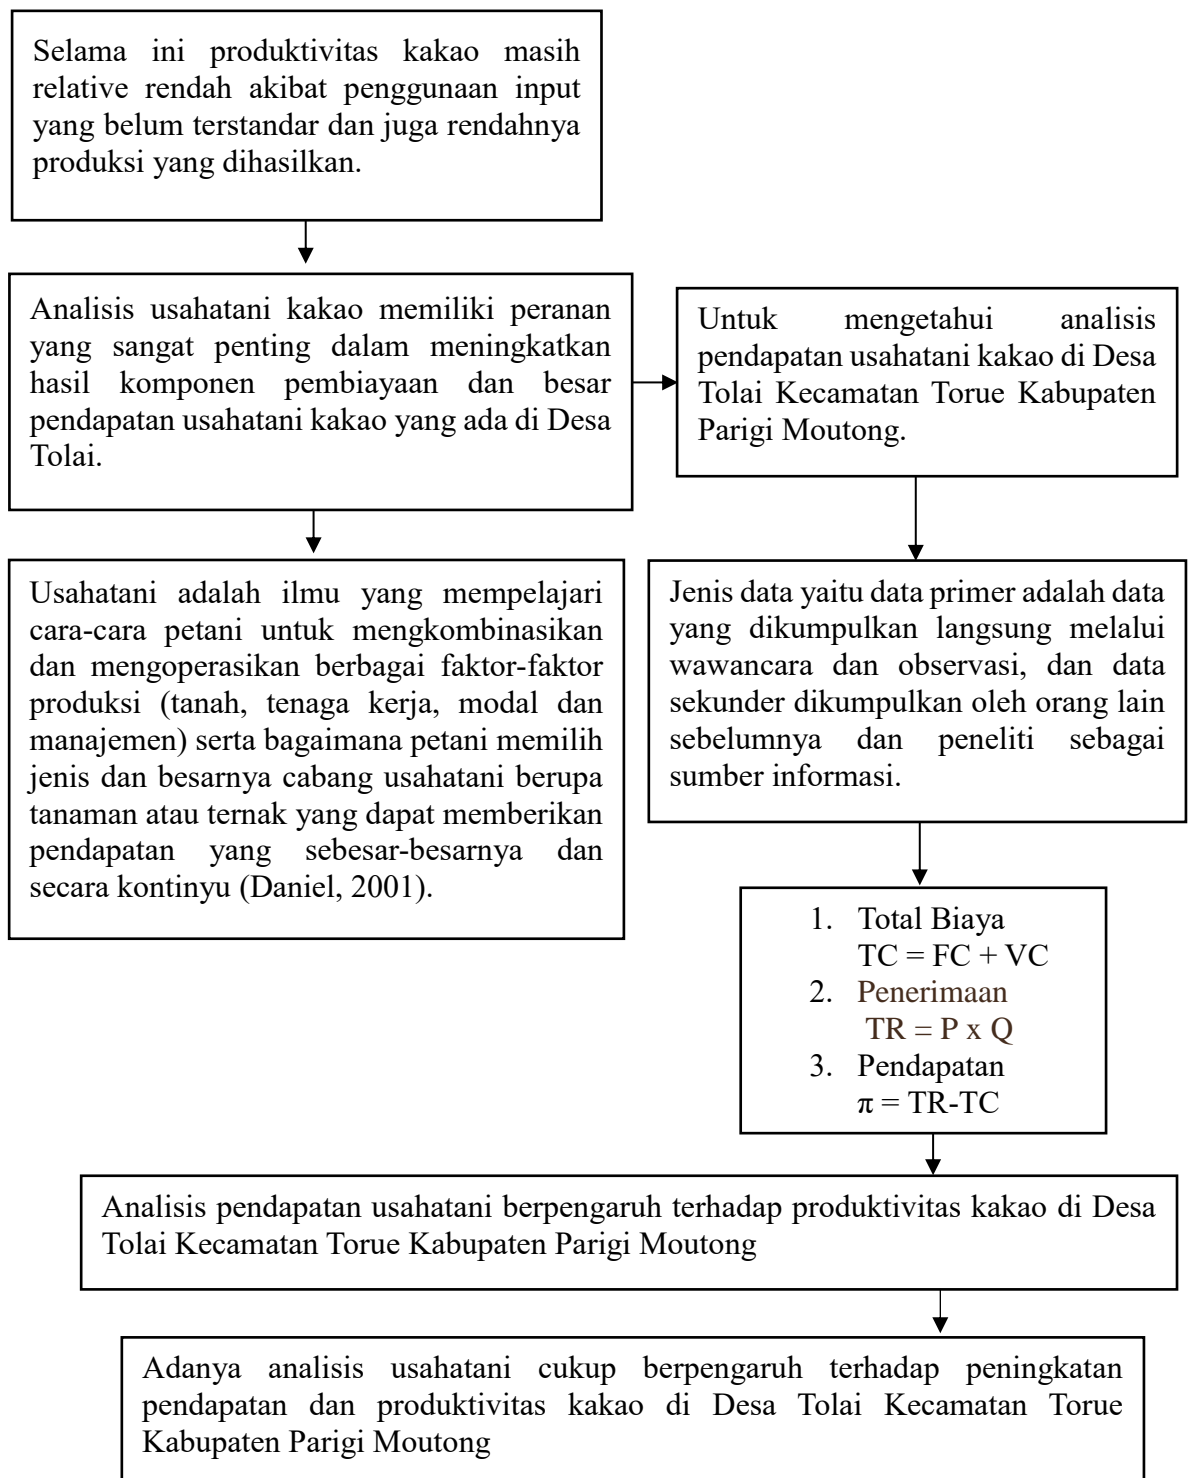 Selama ini produktivitas kakao masih
relative rendah akibat penggunaan input
yang belum terstandar dan juga rendahnya
produksi yang dihasilkan.
Analisis usahatani kakao memiliki peranan
yang sangat penting dalam meningkatkan
hasil komponen pembiayaan dan besar
pendapatan usahatani kakao yang ada di Desa
Tolai.
Untuk mengetahui analisis
pendapatan usahatani kakao di Desa
Tolai Kecamatan Torue Kabupaten
Parigi Moutong.
Usahatani adalah ilmu yang mempelajari
cara-cara petani untuk mengkombinasikan
dan mengoperasikan berbagai faktor-faktor
produksi (tanah, tenaga kerja, modal dan
manajemen) serta bagaimana petani memilih
jenis dan besarnya cabang usahatani berupa
tanaman atau ternak yang dapat memberikan
pendapatan yang sebesar-besarnya dan
secara kontinyu (Daniel, 2001).
Jenis data yaitu data primer adalah data
yang dikumpulkan langsung melalui
wawancara dan observasi, dan data
sekunder dikumpulkan oleh orang lain
sebelumnya dan peneliti sebagai
sumber informasi.
1. Total Biaya
TC = FC + VC
2. Penerimaan
TR = P x Q
3. Pendapatan
π = TR-TC
Analisis pendapatan usahatani berpengaruh terhadap produktivitas kakao di Desa
Tolai Kecamatan Torue Kabupaten Parigi Moutong
Adanya analisis usahatani cukup berpengaruh terhadap peningkatan
pendapatan dan produktivitas kakao di Desa Tolai Kecamatan Torue
Kabupaten Parigi Moutong